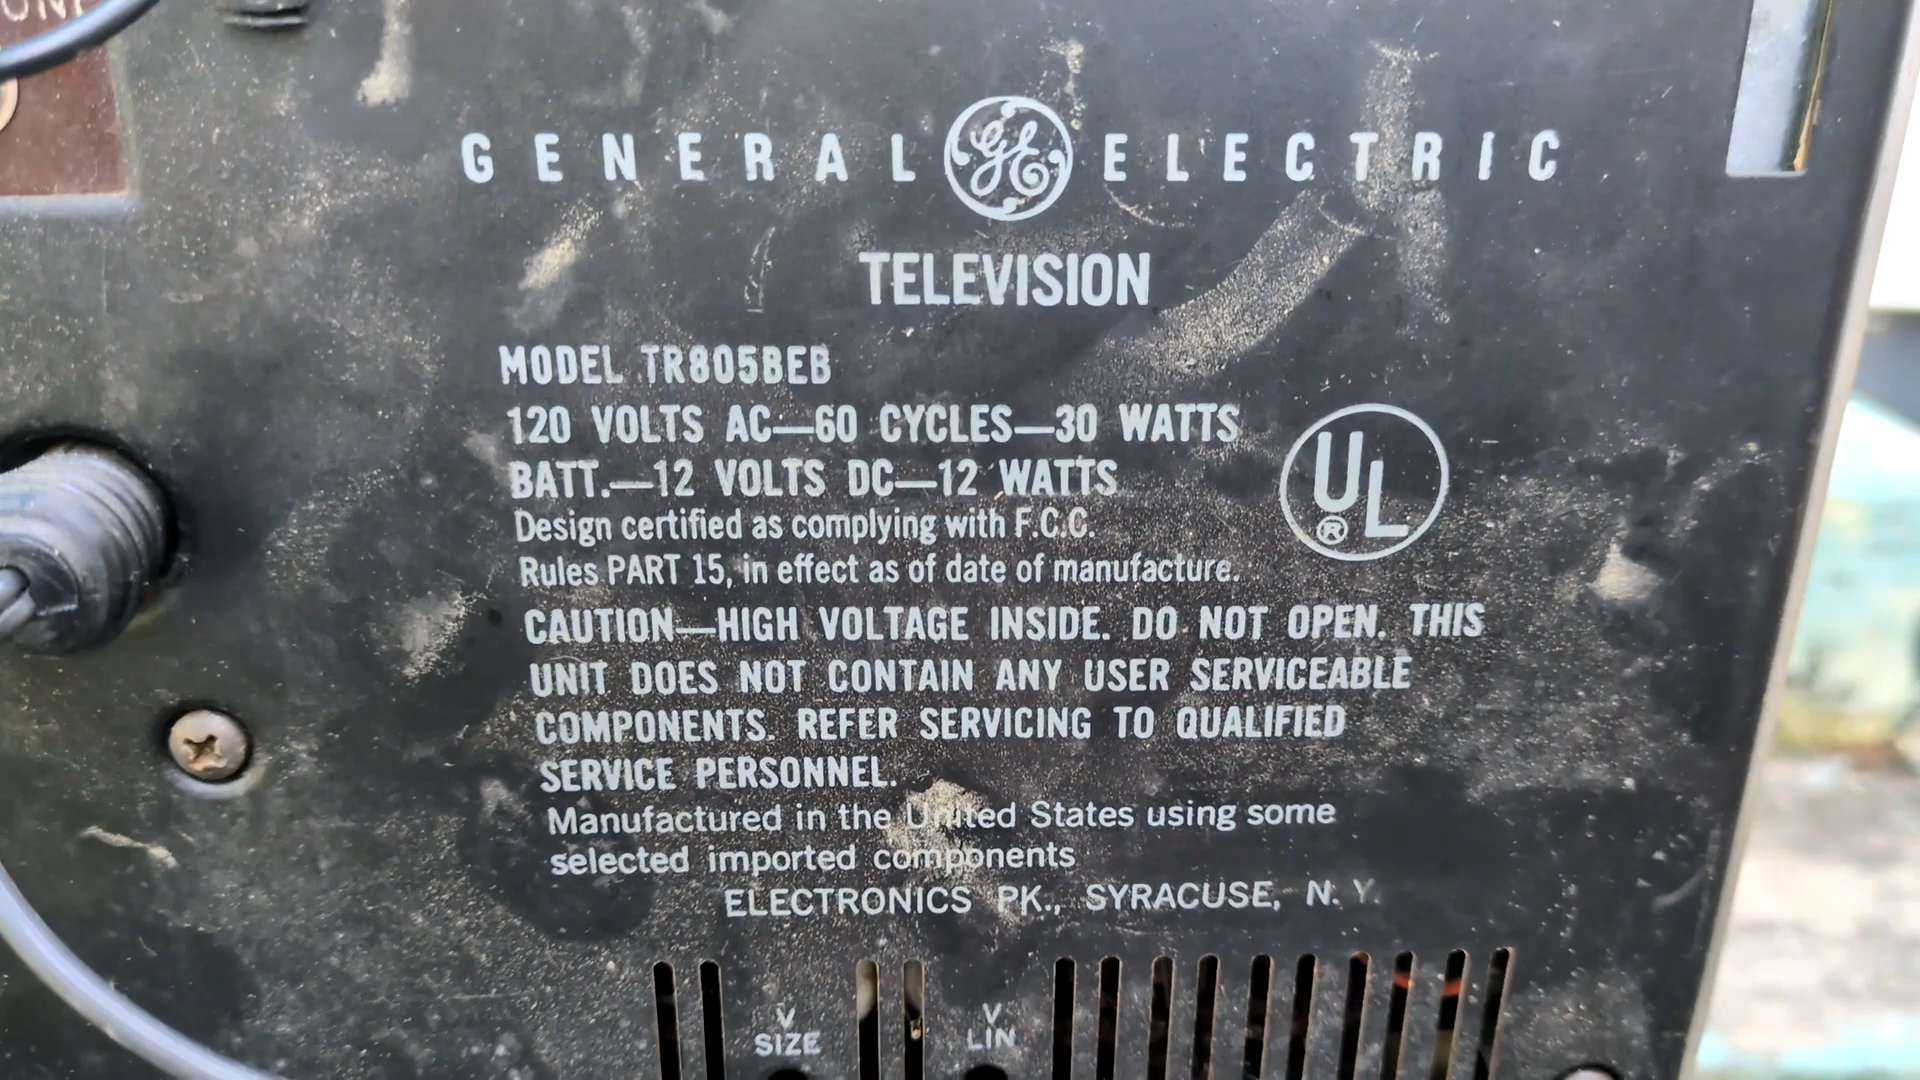 GENERAL GE ELECTRIC
TELEVISION
MODEL TR805BEB
120 VOLTS AC—60 CYCLES—30 WATTS
BATT.—12 VOLTS DC—12 WATTS
UL
®
Design certified as complying with F.C.C.
Rules PART 15, in effect as of date of manufacture.
CAUTION—HIGH VOLTAGE INSIDE. DO NOT OPEN. THIS
UNIT DOES NOT CONTAIN ANY USER SERVICEABLE
COMPONENTS. REFER SERVICING TO QUALIFIED
SERVICE PERSONNEL.
Manufactured in the United States using some
selected imported components
ELECTRONICS PK., SYRACUSE, N. Y.
V
SIZE
V
LIN